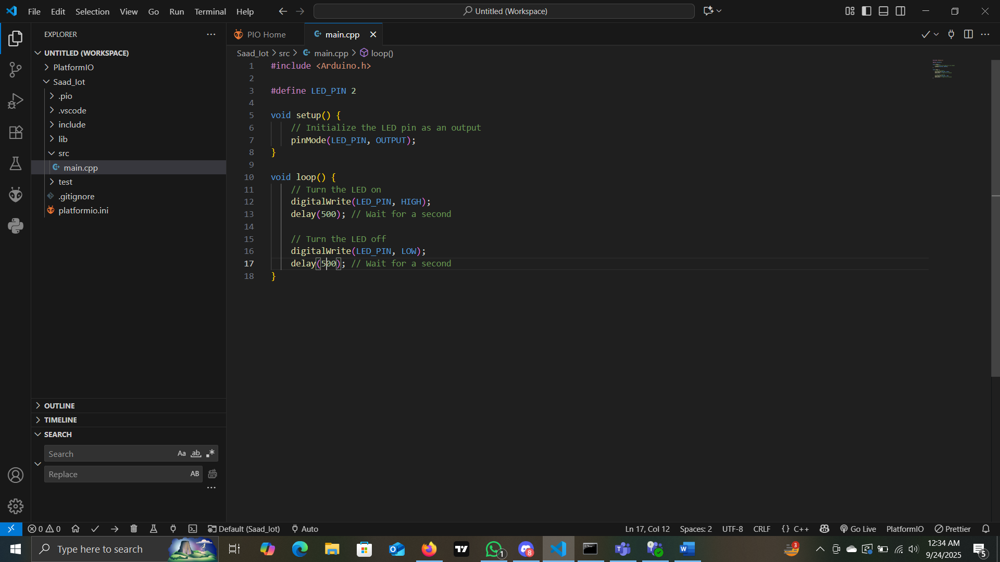 File Edit Selection View Go Run Terminal Help
Untitled (Workspace)
EXPLORER
UNTITLED (WORKSPACE)
PlatformIO
Saad_Iot
.pio
.vscode
include
lib
src
main.cpp
test
.gitignore
platformio.ini
OUTLINE
TIMELINE
SEARCH
Search
Aa ab .*
Replace
AB
PIO Home
main.cpp
Saad_Iot > src > main.cpp > loop()
1 #include <Arduino.h>
2
3 #define LED_PIN 2
4
5 void setup() {
6 // Initialize the LED pin as an output
7 pinMode(LED_PIN, OUTPUT);
8 }
9
10 void loop() {
11 // Turn the LED on
12 digitalWrite(LED_PIN, HIGH);
13 delay(500); // Wait for a second
14
15 // Turn the LED off
16 digitalWrite(LED_PIN, LOW);
17 delay(500); // Wait for a second
18 }
0 0 Default (Saad_Iot) Auto Ln 17, Col 12 Spaces: 2 UTF-8 CRLF {} C++ Go Live PlatformIO Prettier
Type here to search
1
8
3
12:34 AM
9/24/2025
5